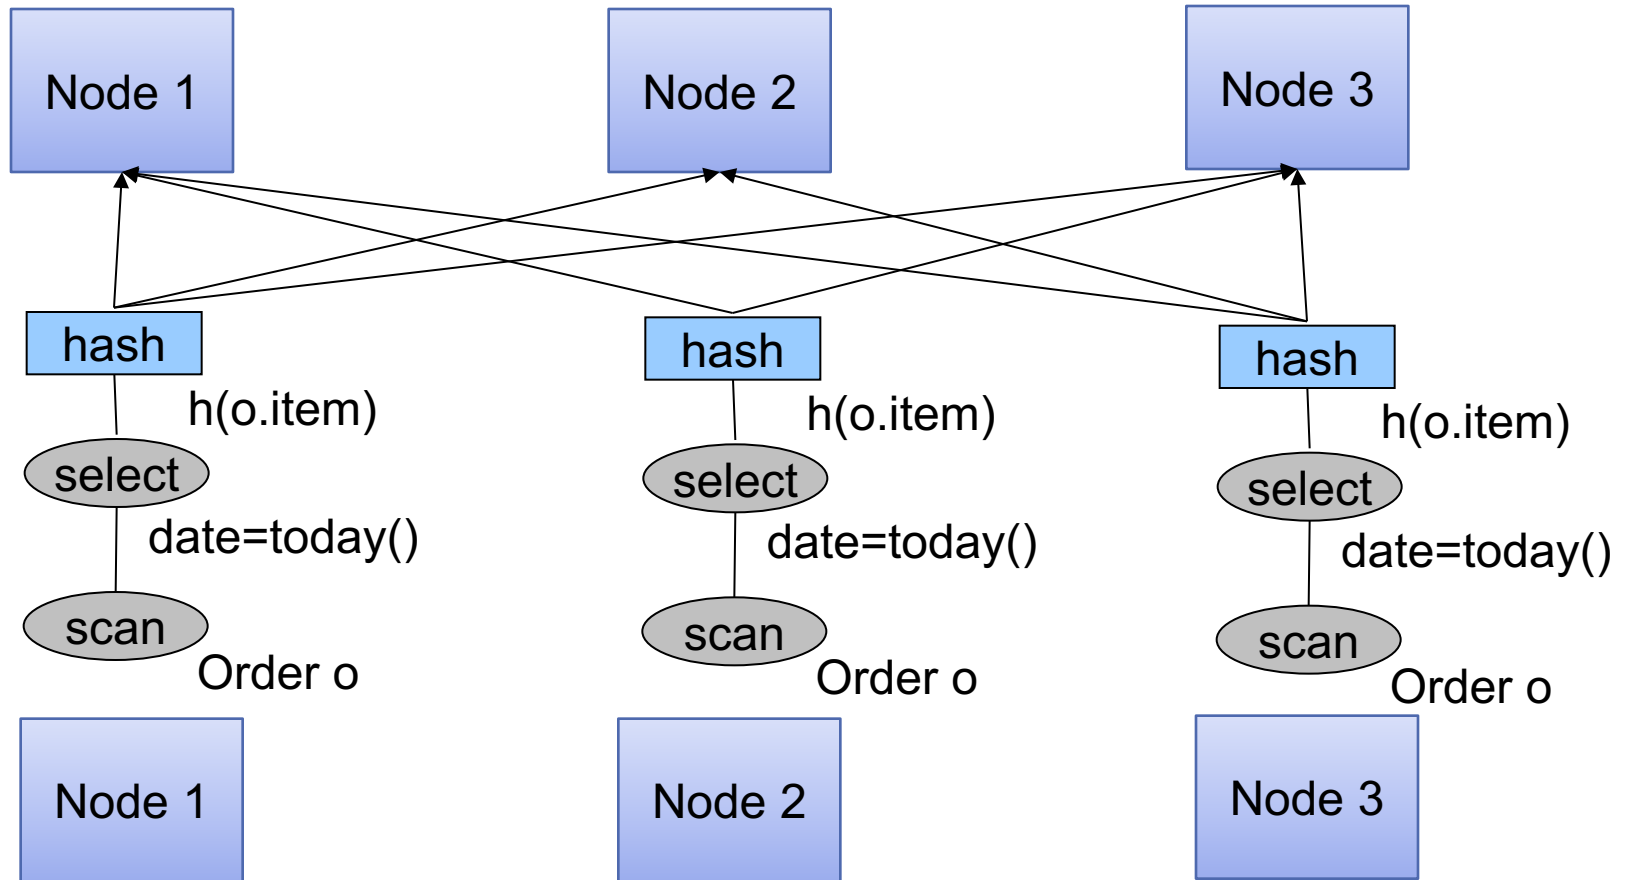 Node 1
Node 2
Node 3
hash
hash
hash
h(o.item)
h(o.item)
h(o.item)
select
select
select
date=today()
date=today()
date=today()
scan
scan
scan
Order o
Order o
Order o
Node 1
Node 2
Node 3